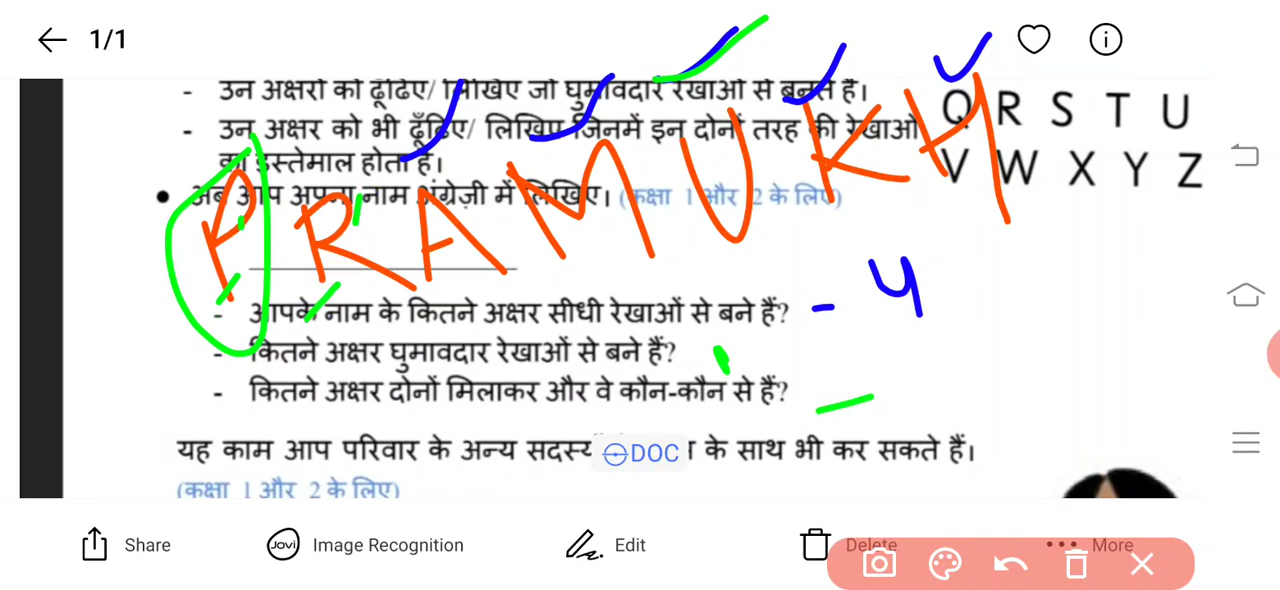 1/1
- उन अक्षरों को ढूँढिए/ लिखिए जो घुमावदार रेखाओं से बनते हैं।
- उन अक्षर को भी ढूँढिए/ लिखिए जिनमें इन दोनों तरह की रेखाओं
का इस्तेमाल होता है।
Q R S T U
V W X Y Z
• अब आप अपना नाम अंग्रेज़ी में लिखिए। (कक्षा 1 और 2 के लिए)
PRAMUKH
- आपके नाम के कितने अक्षर सीधी रेखाओं से बने हैं? - 4
- कितने अक्षर घुमावदार रेखाओं से बने हैं?
- कितने अक्षर दोनों मिलाकर और वे कौन-कौन से हैं?
यह काम आप परिवार के अन्य के साथ भी कर सकते हैं।
DOC
(कक्षा 1 और 2 के लिए)
Share
Jovi Image Recognition
Edit
Delete
More